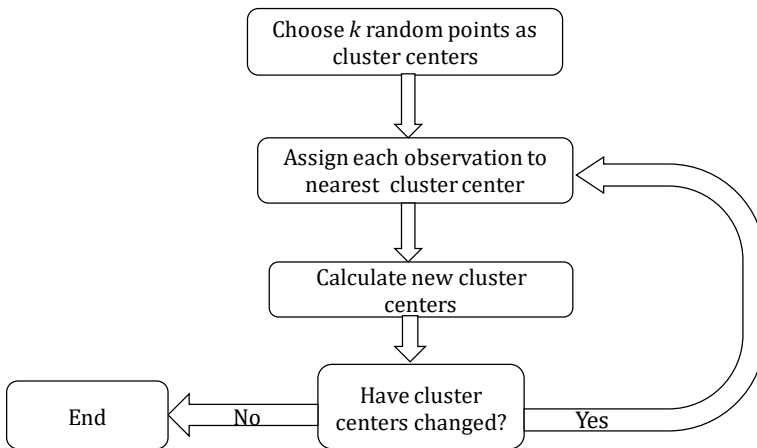 Choose k random points as
cluster centers
Assign each observation to
nearest cluster center
Calculate new cluster
centers
Have cluster
centers changed?
Yes
No
End